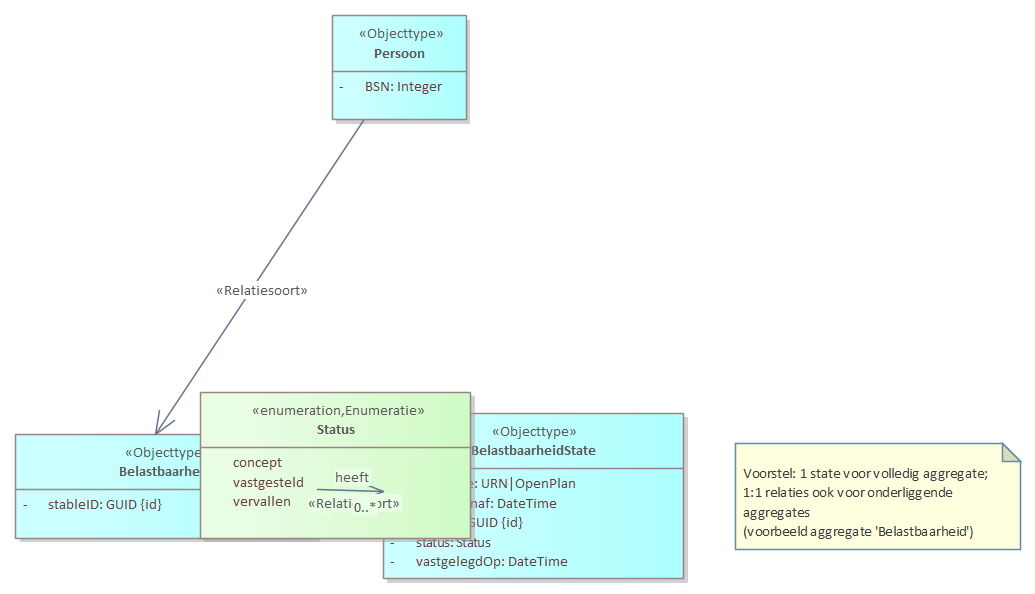 «Objecttype»
Persoon
- BSN: Integer
«Relatiesoort»
«Objecttype
Belastbaarhe
- stableID: GUID {id}
«enumeration,Enumeratie»
Status
concept
vastgesteld
vervallen
heeft
0..*
«Objecttype»
BelastbaarheidState
: URN|OpenPlan
naf: DateTime
GUID {id}
- status: Status
- vastgelegdOp: DateTime
Voorstel: 1 state voor volledig aggregate;
1:1 relaties ook voor onderliggende
aggregates
(voorbeeld aggregate 'Belastbaarheid')